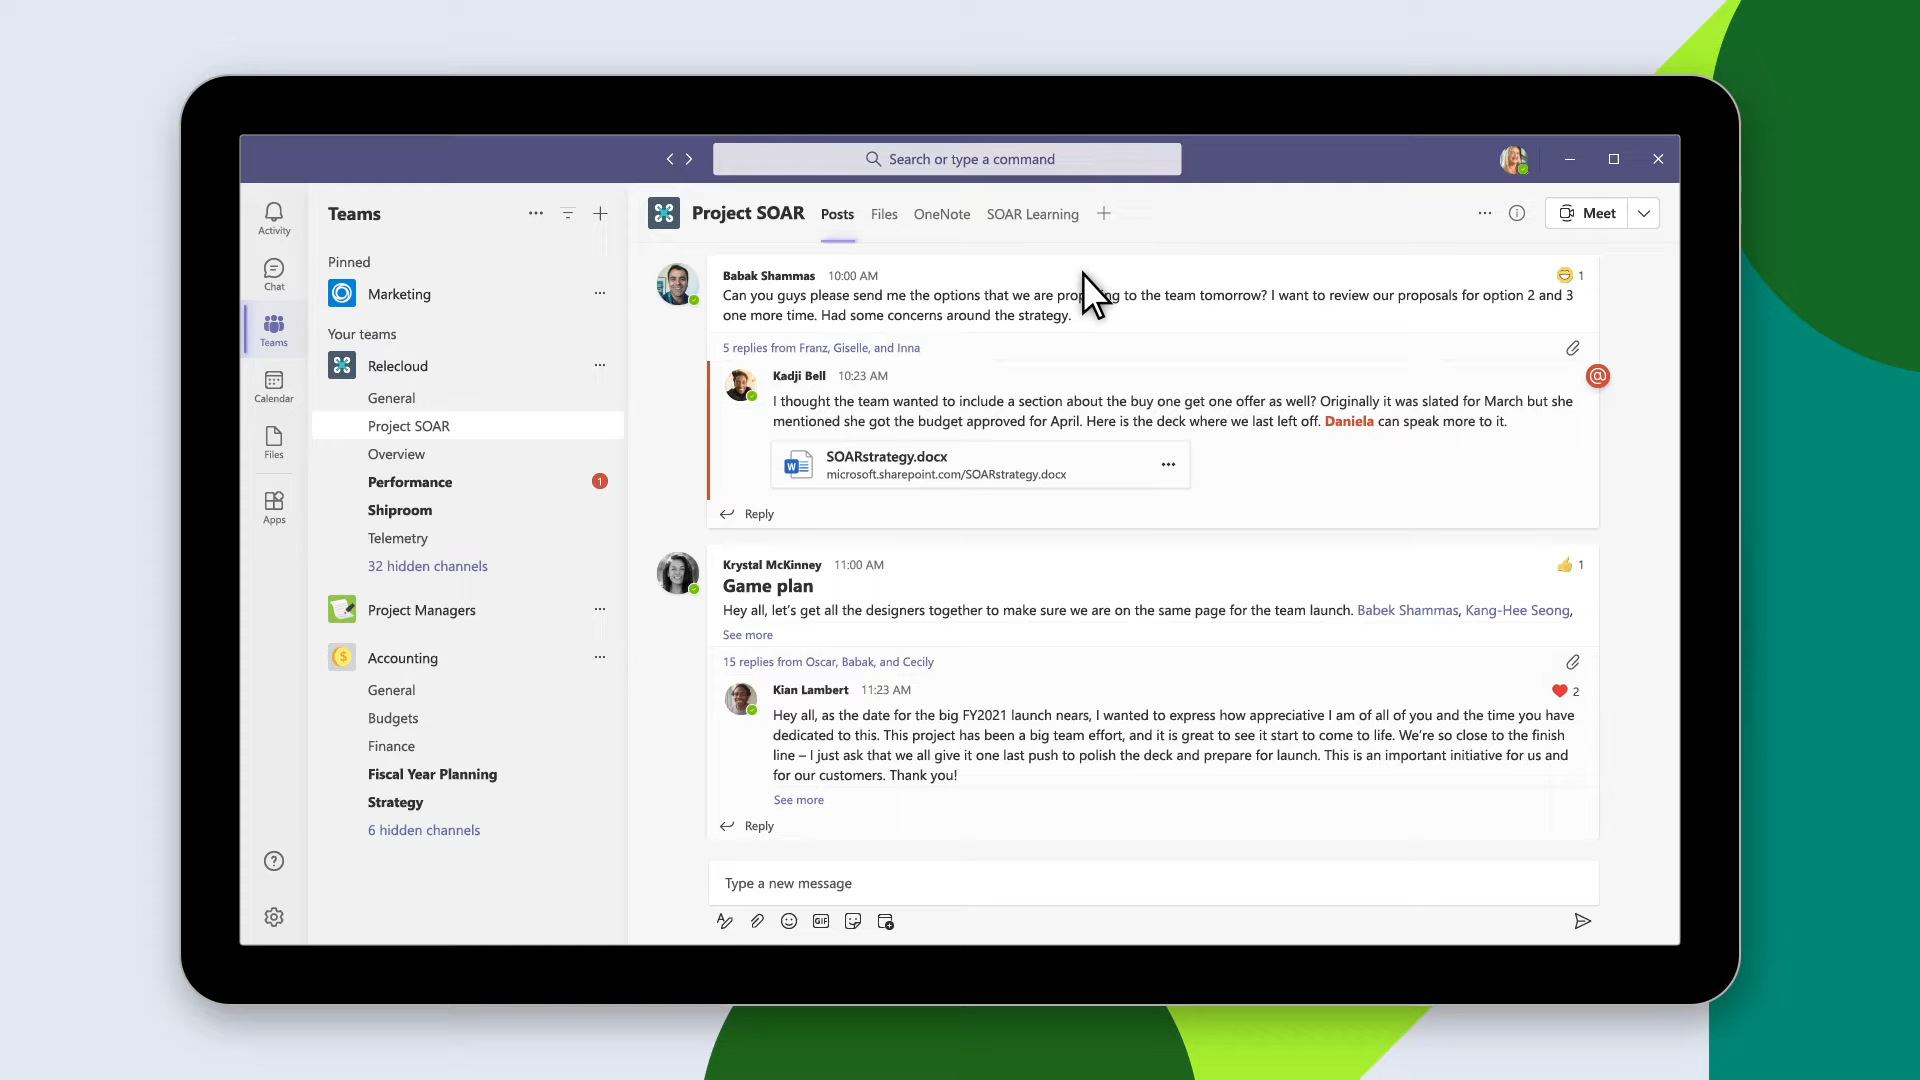 Search or type a command
Activity
Chat
Teams
Calendar
Files
Apps
Teams
Pinned
Marketing
Your teams
Relecloud
General
Project SOAR
Overview
Performance 1
Shiproom
Telemetry
32 hidden channels
Project Managers
Accounting
General
Budgets
Finance
Fiscal Year Planning
Strategy
6 hidden channels
Project SOAR Posts Files OneNote SOAR Learning
Meet
Babak Shammas 10:00 AM 1
Can you guys please send me the options that we are to the team tomorrow? I want to review our proposals for option 2 and 3
one more time. Had some concerns around the strategy.
5 replies from Franz, Giselle, and Inna
Kadji Bell 10:23 AM @
I thought the team wanted to include a section about the buy one get one offer as well? Originally it was slated for March but she
mentioned she got the budget approved for April. Here is the deck where we last left off. Daniela can speak more to it.
W SOARstrategy.docx
microsoft.sharepoint.com/SOARstrategy.docx
Reply
Krystal McKinney 11:00 AM 1
Game plan
Hey all, let's get all the designers together to make sure we are on the same page for the team launch. Babek Shammas, Kang-Hee Seong,
See more
15 replies from Oscar, Babak, and Cecily
Kian Lambert 11:23 AM 2
Hey all, as the date for the big FY2021 launch nears, I wanted to express how appreciative I am of all of you and the time you have
dedicated to this. This project has been a big team effort, and it is great to see it start to come to life. We're so close to the finish
line – I just ask that we all give it one last push to polish the deck and prepare for launch. This is an important initiative for us and
for our customers. Thank you!
See more
Reply
Type a new message
GIF